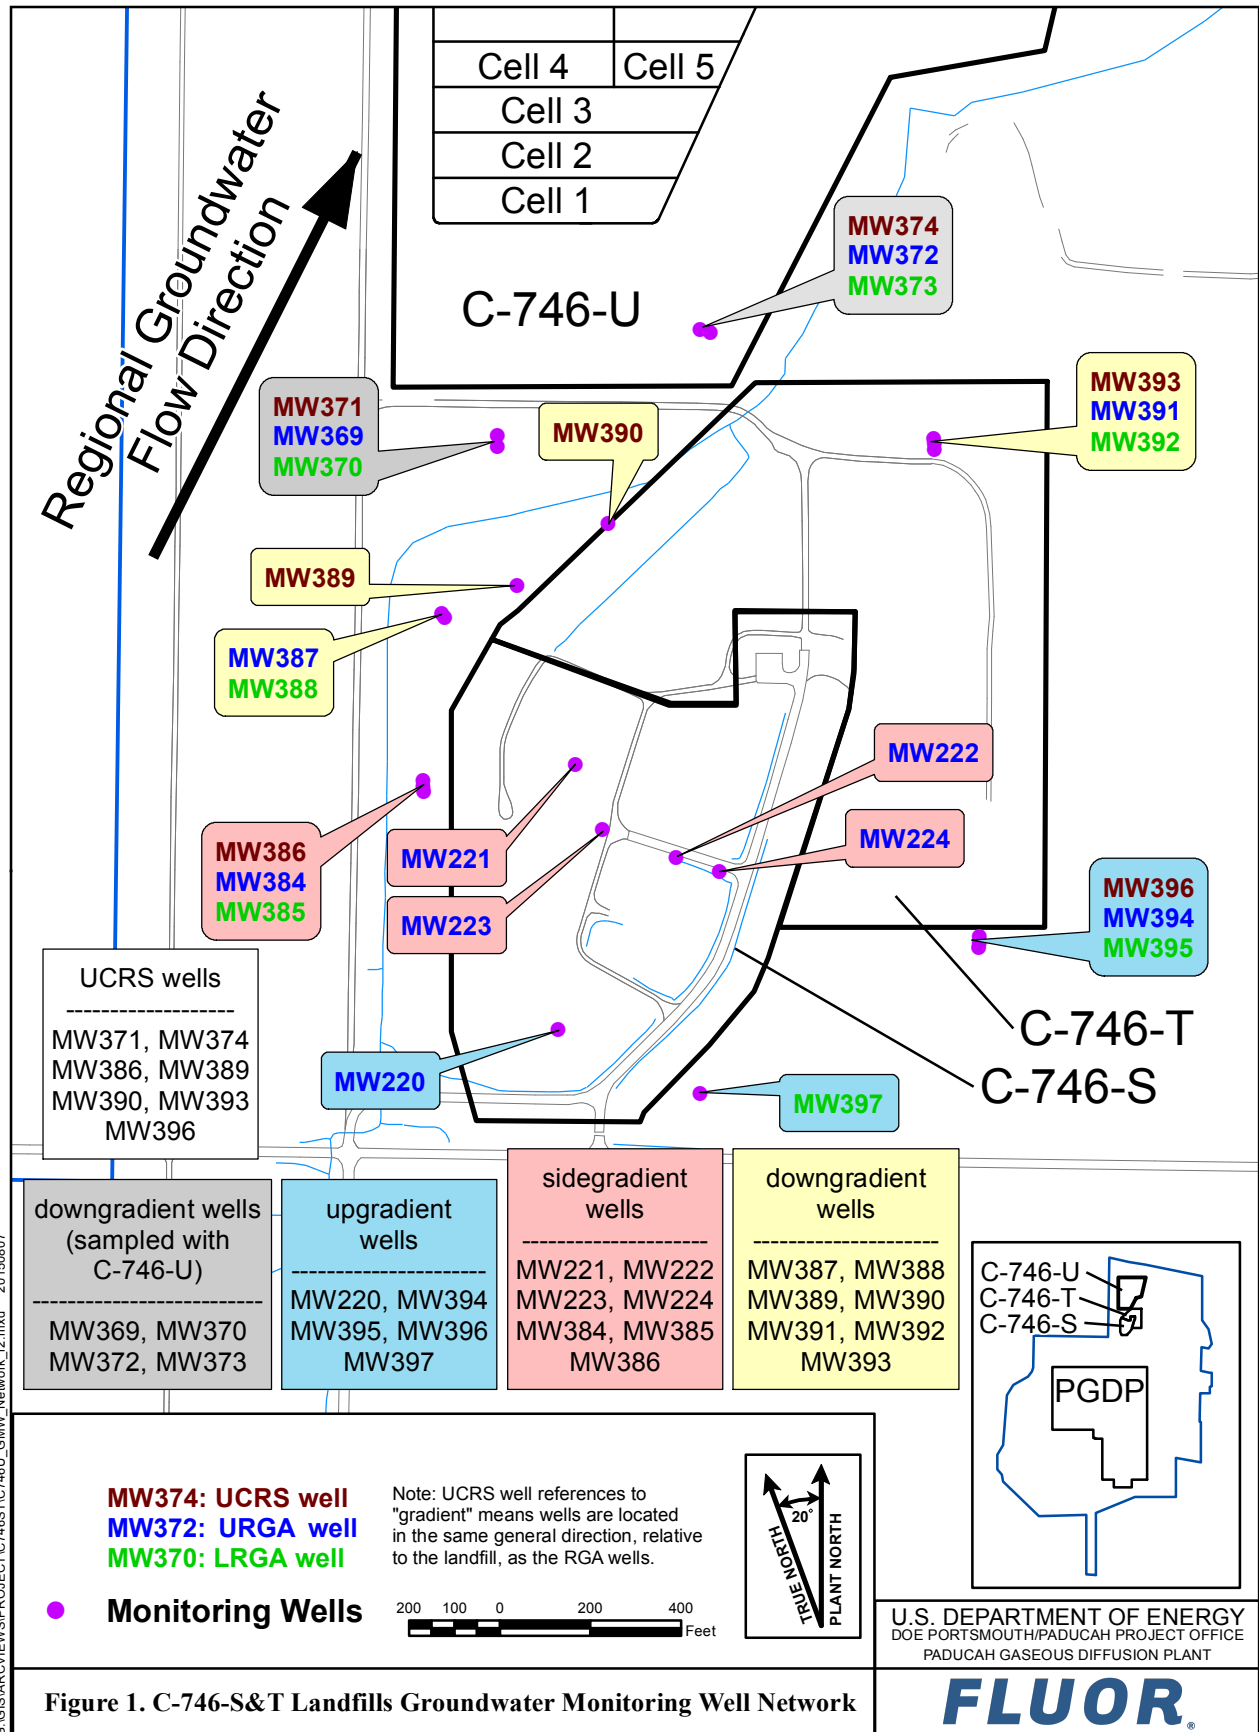 Cell 4
Cell 5
Cell 3
Cell 2
Cell 1
Regional Groundwater
Flow Direction
C-746-U
MW374
MW372
MW373
MW371
MW369
MW370
MW390
MW393
MW391
MW392
MW389
MW387
MW388
MW222
MW224
MW221
MW223
MW386
MW384
MW385
MW396
MW394
MW395
C-746-T
C-746-S
MW220
MW397
UCRS wells
-------------------
MW371, MW374
MW386, MW389
MW390, MW393
MW396
downgradient wells
(sampled with
C-746-U)
--------------------------
MW369, MW370
MW372, MW373
upgradient
wells
----------------------
MW220, MW394
MW395, MW396
MW397
sidegradient
wells
---------------------
MW221, MW222
MW223, MW224
MW384, MW385
MW386
downgradient
wells
---------------------
MW387, MW388
MW389, MW390
MW391, MW392
MW393
C-746-U
C-746-T
C-746-S
PGDP
MW374: UCRS well
MW372: URGA well
MW370: LRGA well
Monitoring Wells
Note: UCRS well references to
"gradient" means wells are located
in the same general direction, relative
to the landfill, as the RGA wells.
200 100 0 200 400
Feet
20°
TRUE NORTH
PLANT NORTH
U.S. DEPARTMENT OF ENERGY
DOE PORTSMOUTH/PADUCAH PROJECT OFFICE
PADUCAH GASEOUS DIFFUSION PLANT
Figure 1. C-746-S&T Landfills Groundwater Monitoring Well Network
FLUOR®